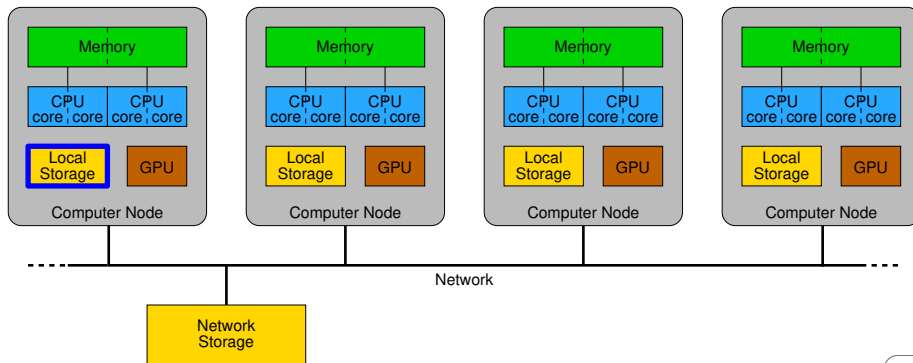 Memory Memory Memory Memory
CPU CPU CPU CPU CPU CPU CPU CPU
core core core core core core core core core core core core core core core core
Local GPU Local GPU Local GPU Local GPU
Storage Storage Storage Storage
Computer Node Computer Node Computer Node Computer Node
Network
Network
Storage